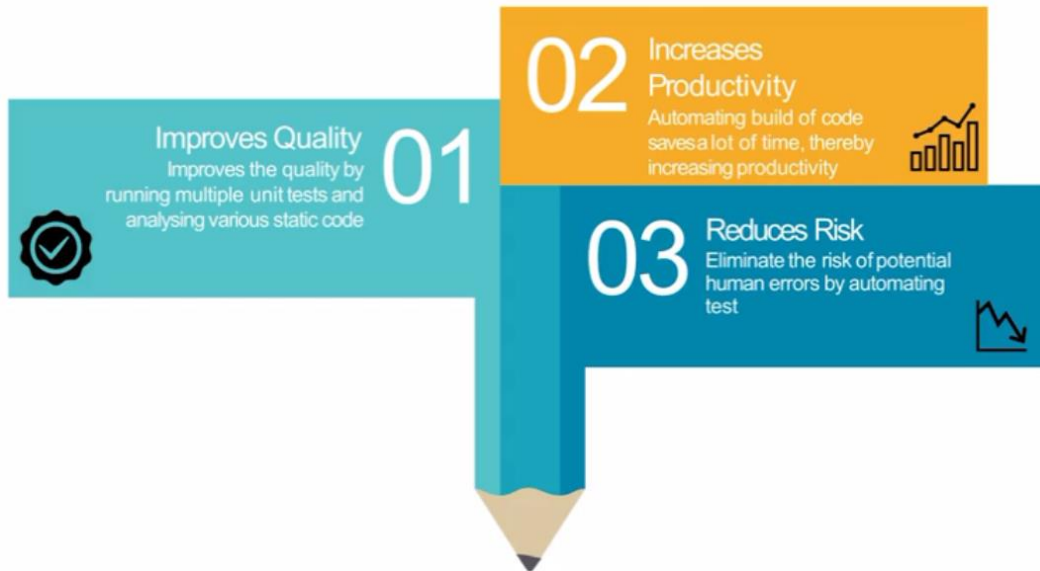 01
Improves Quality
Improves the quality by
running multiple unit tests and
analysing various static code
02
Increases
Productivity
Automating build of code
saves a lot of time, thereby
increasing productivity
03
Reduces Risk
Eliminate the risk of potential
human errors by automating
test